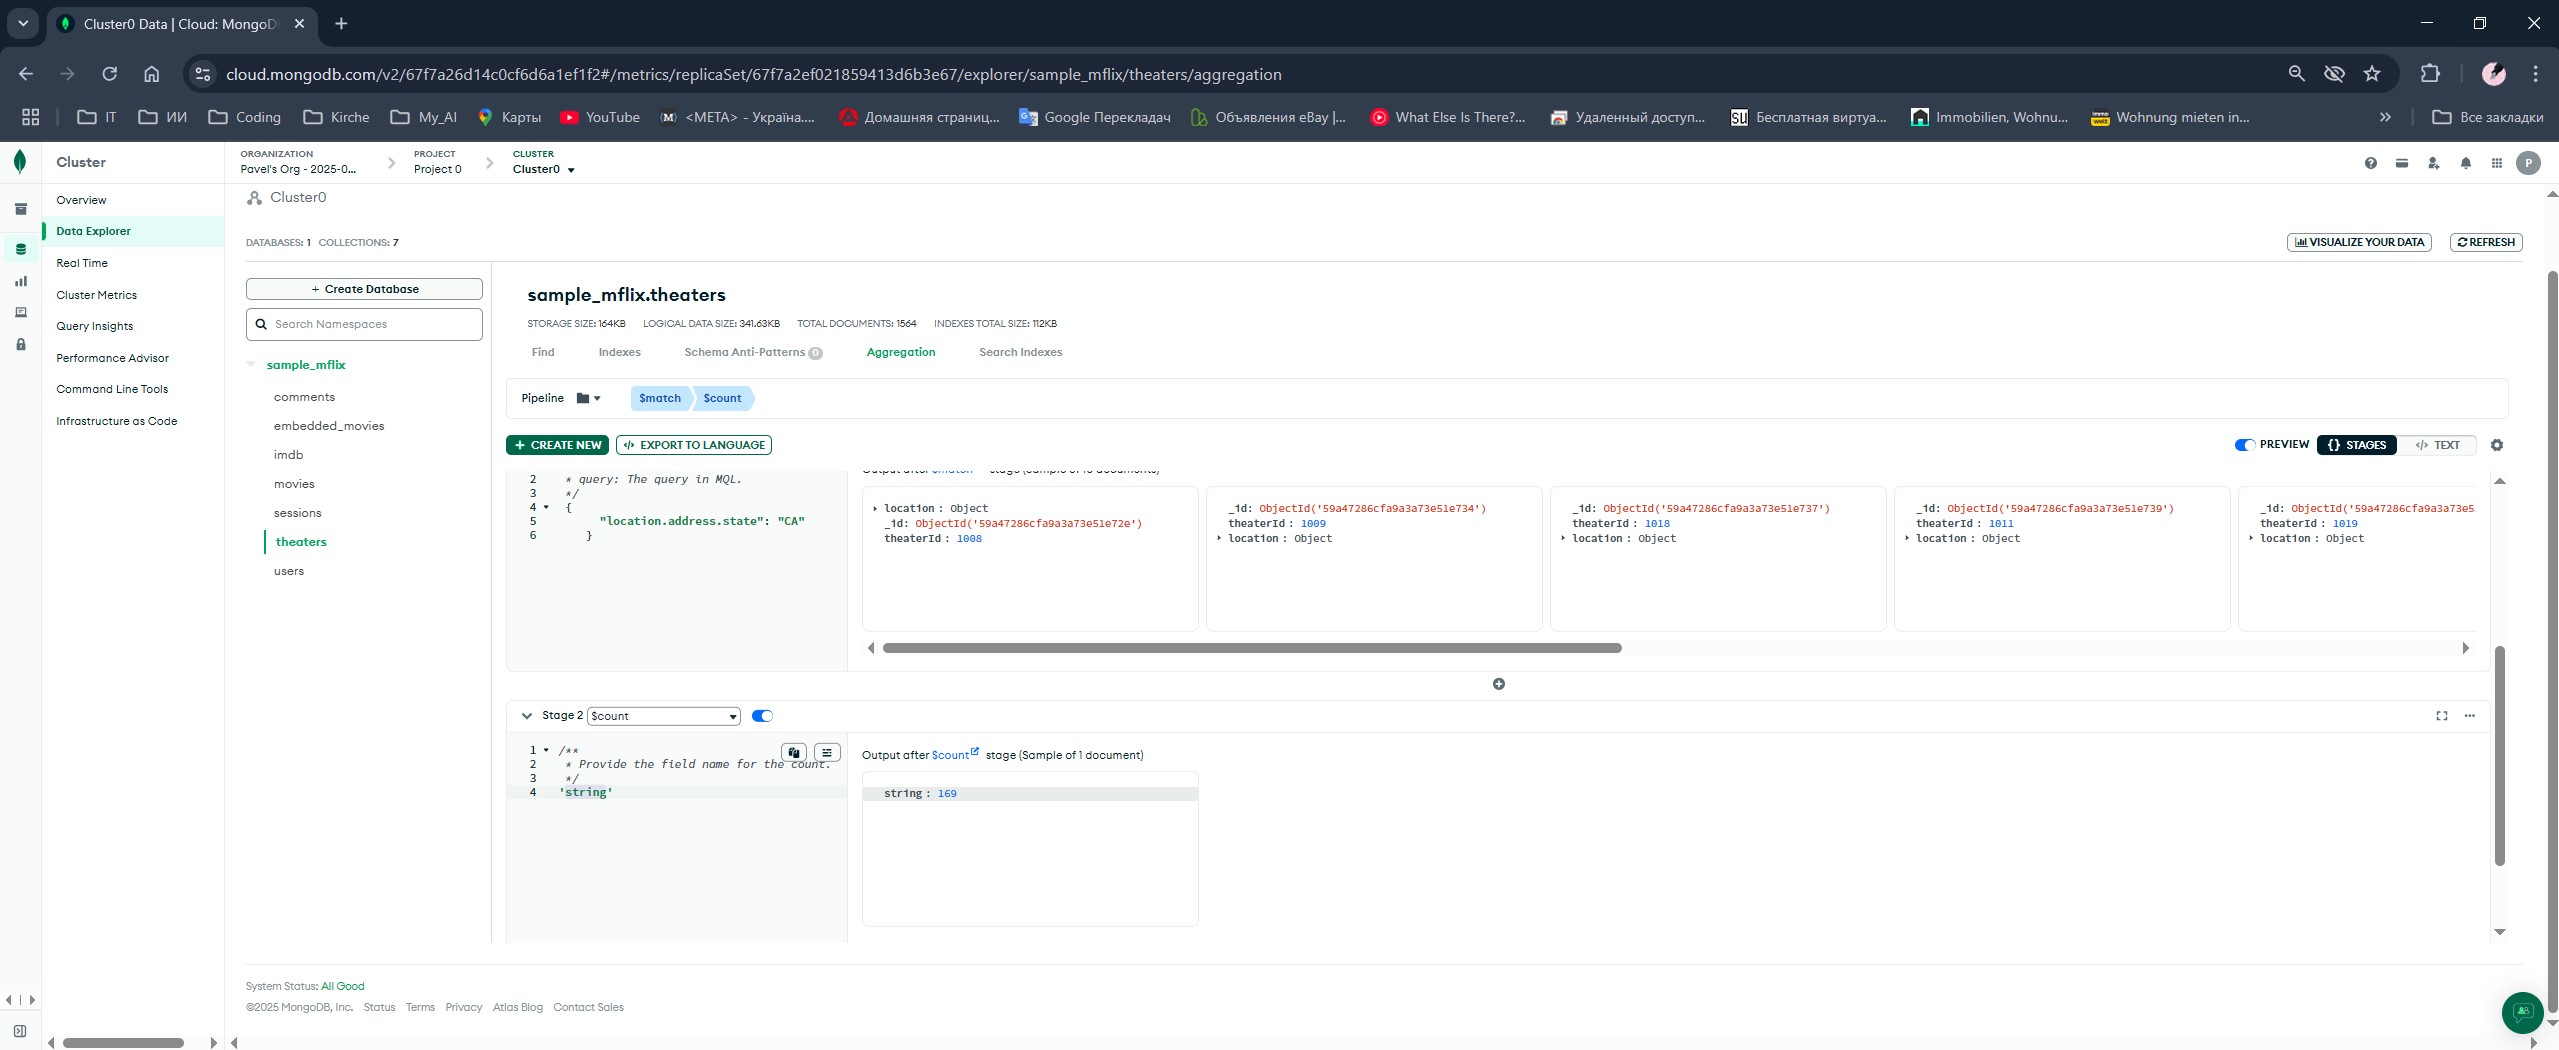 Cluster0 Data | Cloud: MongoD
cloud.mongodb.com/v2/67f7a26d14c0cf6d6a1ef1f2#/metrics/replicaSet/67f7a2ef021859413d6b3e67/explorer/sample_mflix/theaters/aggregation
IT ИИ Coding Kirche My_AI Карты YouTube <META> - Україна.... Домашняя страниц... Google Перекладач Объявления eBay |... What Else Is There?... Удаленный доступ... Бесплатная виртуа... Immobilien, Wohnu... Wohnung mieten in... » Все закладки
Cluster
ORGANIZATION PROJECT CLUSTER
Pavel's Org - 2025-0... Project 0 Cluster0
P
Overview
Data Explorer
Real Time
Cluster Metrics
Query Insights
Performance Advisor
Command Line Tools
Infrastructure as Code
Cluster0
DATABASES: 1 COLLECTIONS: 7
VISUALIZE YOUR DATA REFRESH
+ Create Database
Search Namespaces
sample_mflix
comments
embedded_movies
imdb
movies
sessions
theaters
users
sample_mflix.theaters
STORAGE SIZE: 164KB LOGICAL DATA SIZE: 341.63KB TOTAL DOCUMENTS: 1564 INDEXES TOTAL SIZE: 112KB
Find Indexes Schema Anti-Patterns 0 Aggregation Search Indexes
Pipeline $match $count
+ CREATE NEW </> EXPORT TO LANGUAGE PREVIEW {} STAGES </> TEXT
Output after $match stage (Sample of 10 documents)
2 * query: The query in MQL.
3 */
4 {
5 "location.address.state": "CA"
6 }
location : Object
_id: ObjectId('59a47286cfa9a3a73e51e72e')
theaterId : 1008
_id: ObjectId('59a47286cfa9a3a73e51e734')
theaterId : 1009
location : Object
_id: ObjectId('59a47286cfa9a3a73e51e737')
theaterId : 1018
location : Object
_id: ObjectId('59a47286cfa9a3a73e51e739')
theaterId : 1011
location : Object
_id: ObjectId('59a47286cfa9a3a73e5
theaterId : 1019
location : Object
Stage 2 $count
1 /**
2 * Provide the field name for the count.
3 */
4 'string'
Output after $count stage (Sample of 1 document)
string : 169
System Status: All Good
©2025 MongoDB, Inc. Status Terms Privacy Atlas Blog Contact Sales